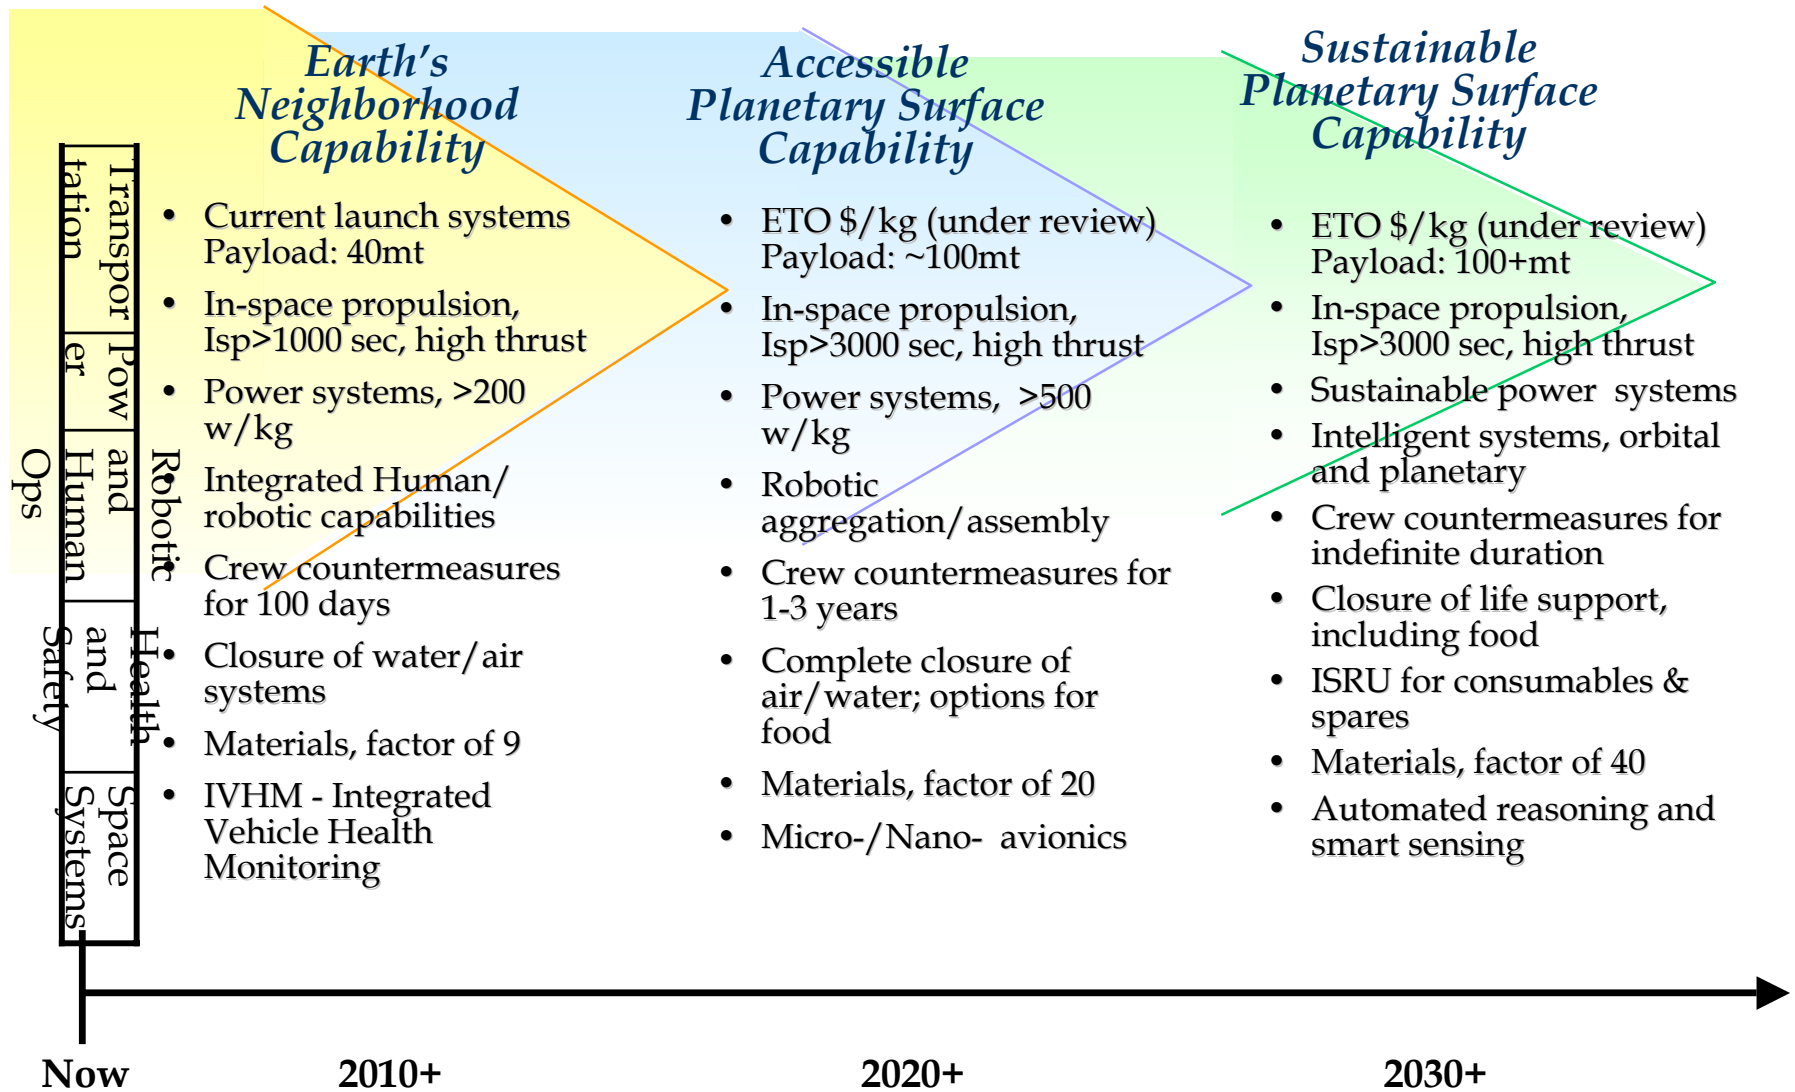 Earth's
Neighborhood
Capability
Accessible
Planetary Surface
Capability
Sustainable
Planetary Surface
Capability
Transpor
tation
Pow
er
Robotic
and
Human
Ops
Health
and
Safety
Space
Systems
• Current launch systems
Payload: 40mt
• In-space propulsion,
Isp>1000 sec, high thrust
• Power systems, >200
w/kg
• Integrated Human/
robotic capabilities
• Crew countermeasures
for 100 days
• Closure of water/air
systems
• Materials, factor of 9
• IVHM - Integrated
Vehicle Health
Monitoring
• ETO $/kg (under review)
Payload: ~100mt
• In-space propulsion,
Isp>3000 sec, high thrust
• Power systems, >500
w/kg
• Robotic
aggregation/assembly
• Crew countermeasures for
1-3 years
• Complete closure of
air/water; options for
food
• Materials, factor of 20
• Micro-/Nano- avionics
• ETO $/kg (under review)
Payload: 100+mt
• In-space propulsion,
Isp>3000 sec, high thrust
• Sustainable power systems
• Intelligent systems, orbital
and planetary
• Crew countermeasures for
indefinite duration
• Closure of life support,
including food
• ISRU for consumables &
spares
• Materials, factor of 40
• Automated reasoning and
smart sensing
Now
2010+
2020+
2030+